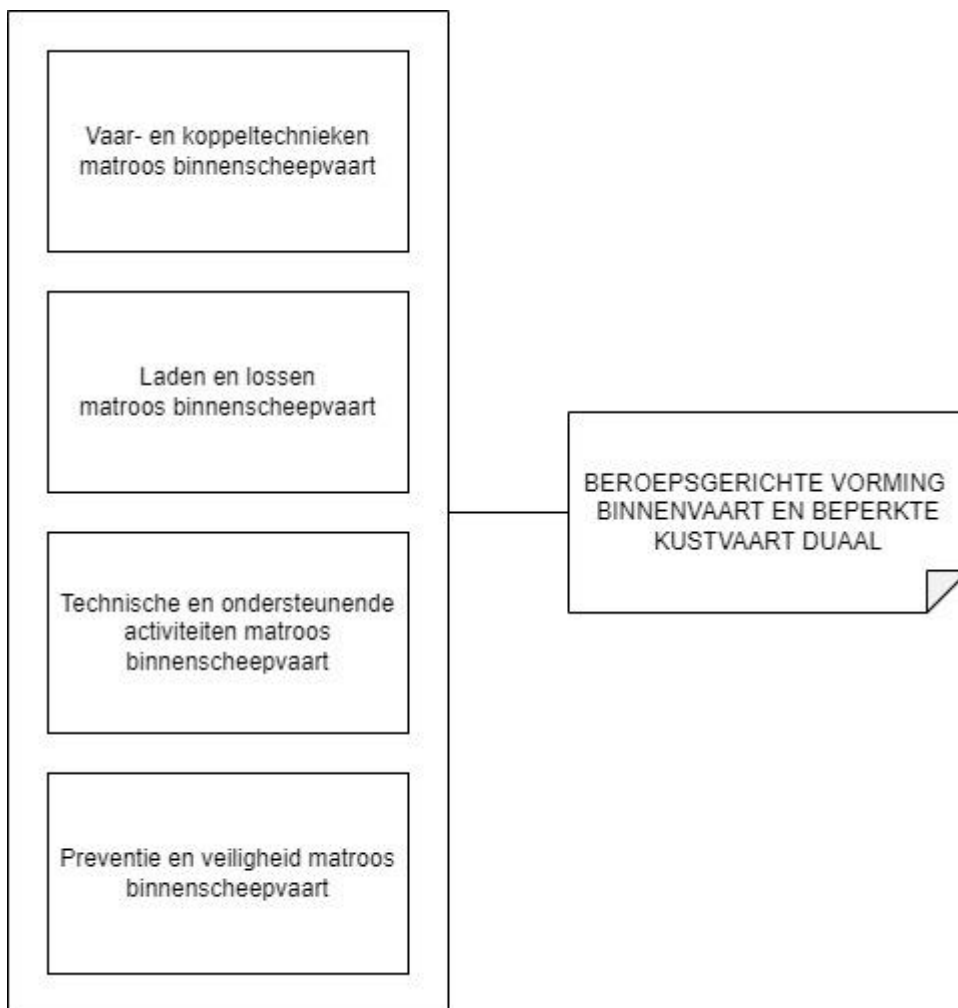 Vaar- en koppeltechnieken
matroos binnenscheepvaart
Laden en lossen
matroos binnenscheepvaart
Technische en ondersteunende
activiteiten matroos
binnenscheepvaart
Preventie en veiligheid matroos
binnenscheepvaart
BEROEPSGERICHTE VORMING
BINNENVAART EN BEPERKTE
KUSTVAART DUAAL